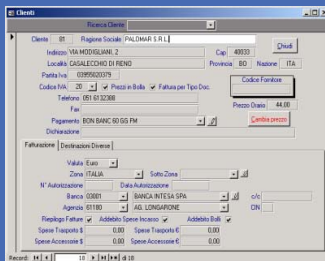 Clienti
Ricerca Cliente
Cliente 81 Ragione Sociale PALOMAR S.R.L.
Chiudi
Indirizzo VIA MODIGLIANI, 2 Cap 40033
Località CASALECCHIO DI RENO Provincia BO Nazione ITA
Partita Iva 03955020379
Codice Fornitore
Codice IVA 20 Prezzi in Bolla Fattura per Tipo Doc.
Telefono 051.6132388
Fax
Prezzo Orario 44,00
Pagamento BON BANC 60 GG FM
Cambia prezzo
Dichiarazione
Fatturazione Destinazioni Diverse
Valuta Euro
Zona ITALIA Sotto Zona
N° Autorizzazione Data Autorizzazione
Banca 03001 BANCA INTESA SPA c/c
Agenzia 61180 AG. LONGARONE CIN
Riepilogo Fatture Addebito Spese Incasso Addebito Bolli
Spese Trasporto $ 0,00 Spese Trasporto € 0,00
Spese Accessorie $ 0,00 Spese Accessorie € 0,00
Record: 18 di 18